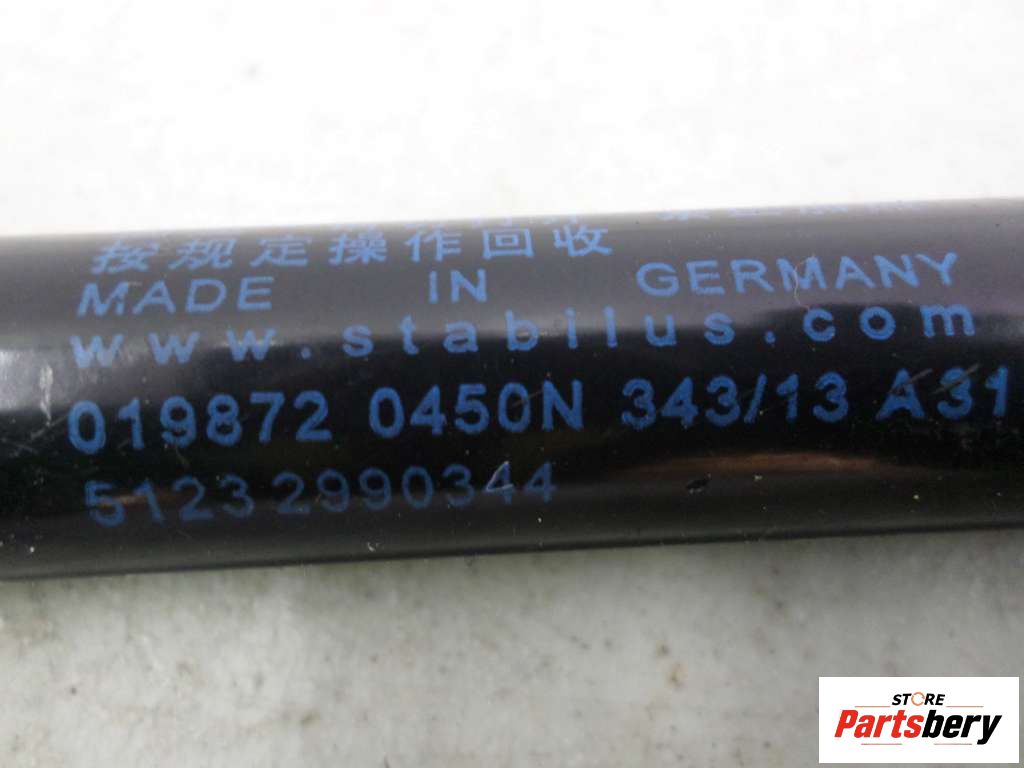 按规定操作回收
MADE IN GERMANY
www.stabilus.com
019872 0450N 343/13 A31
51232990344
STORE
Partsbery